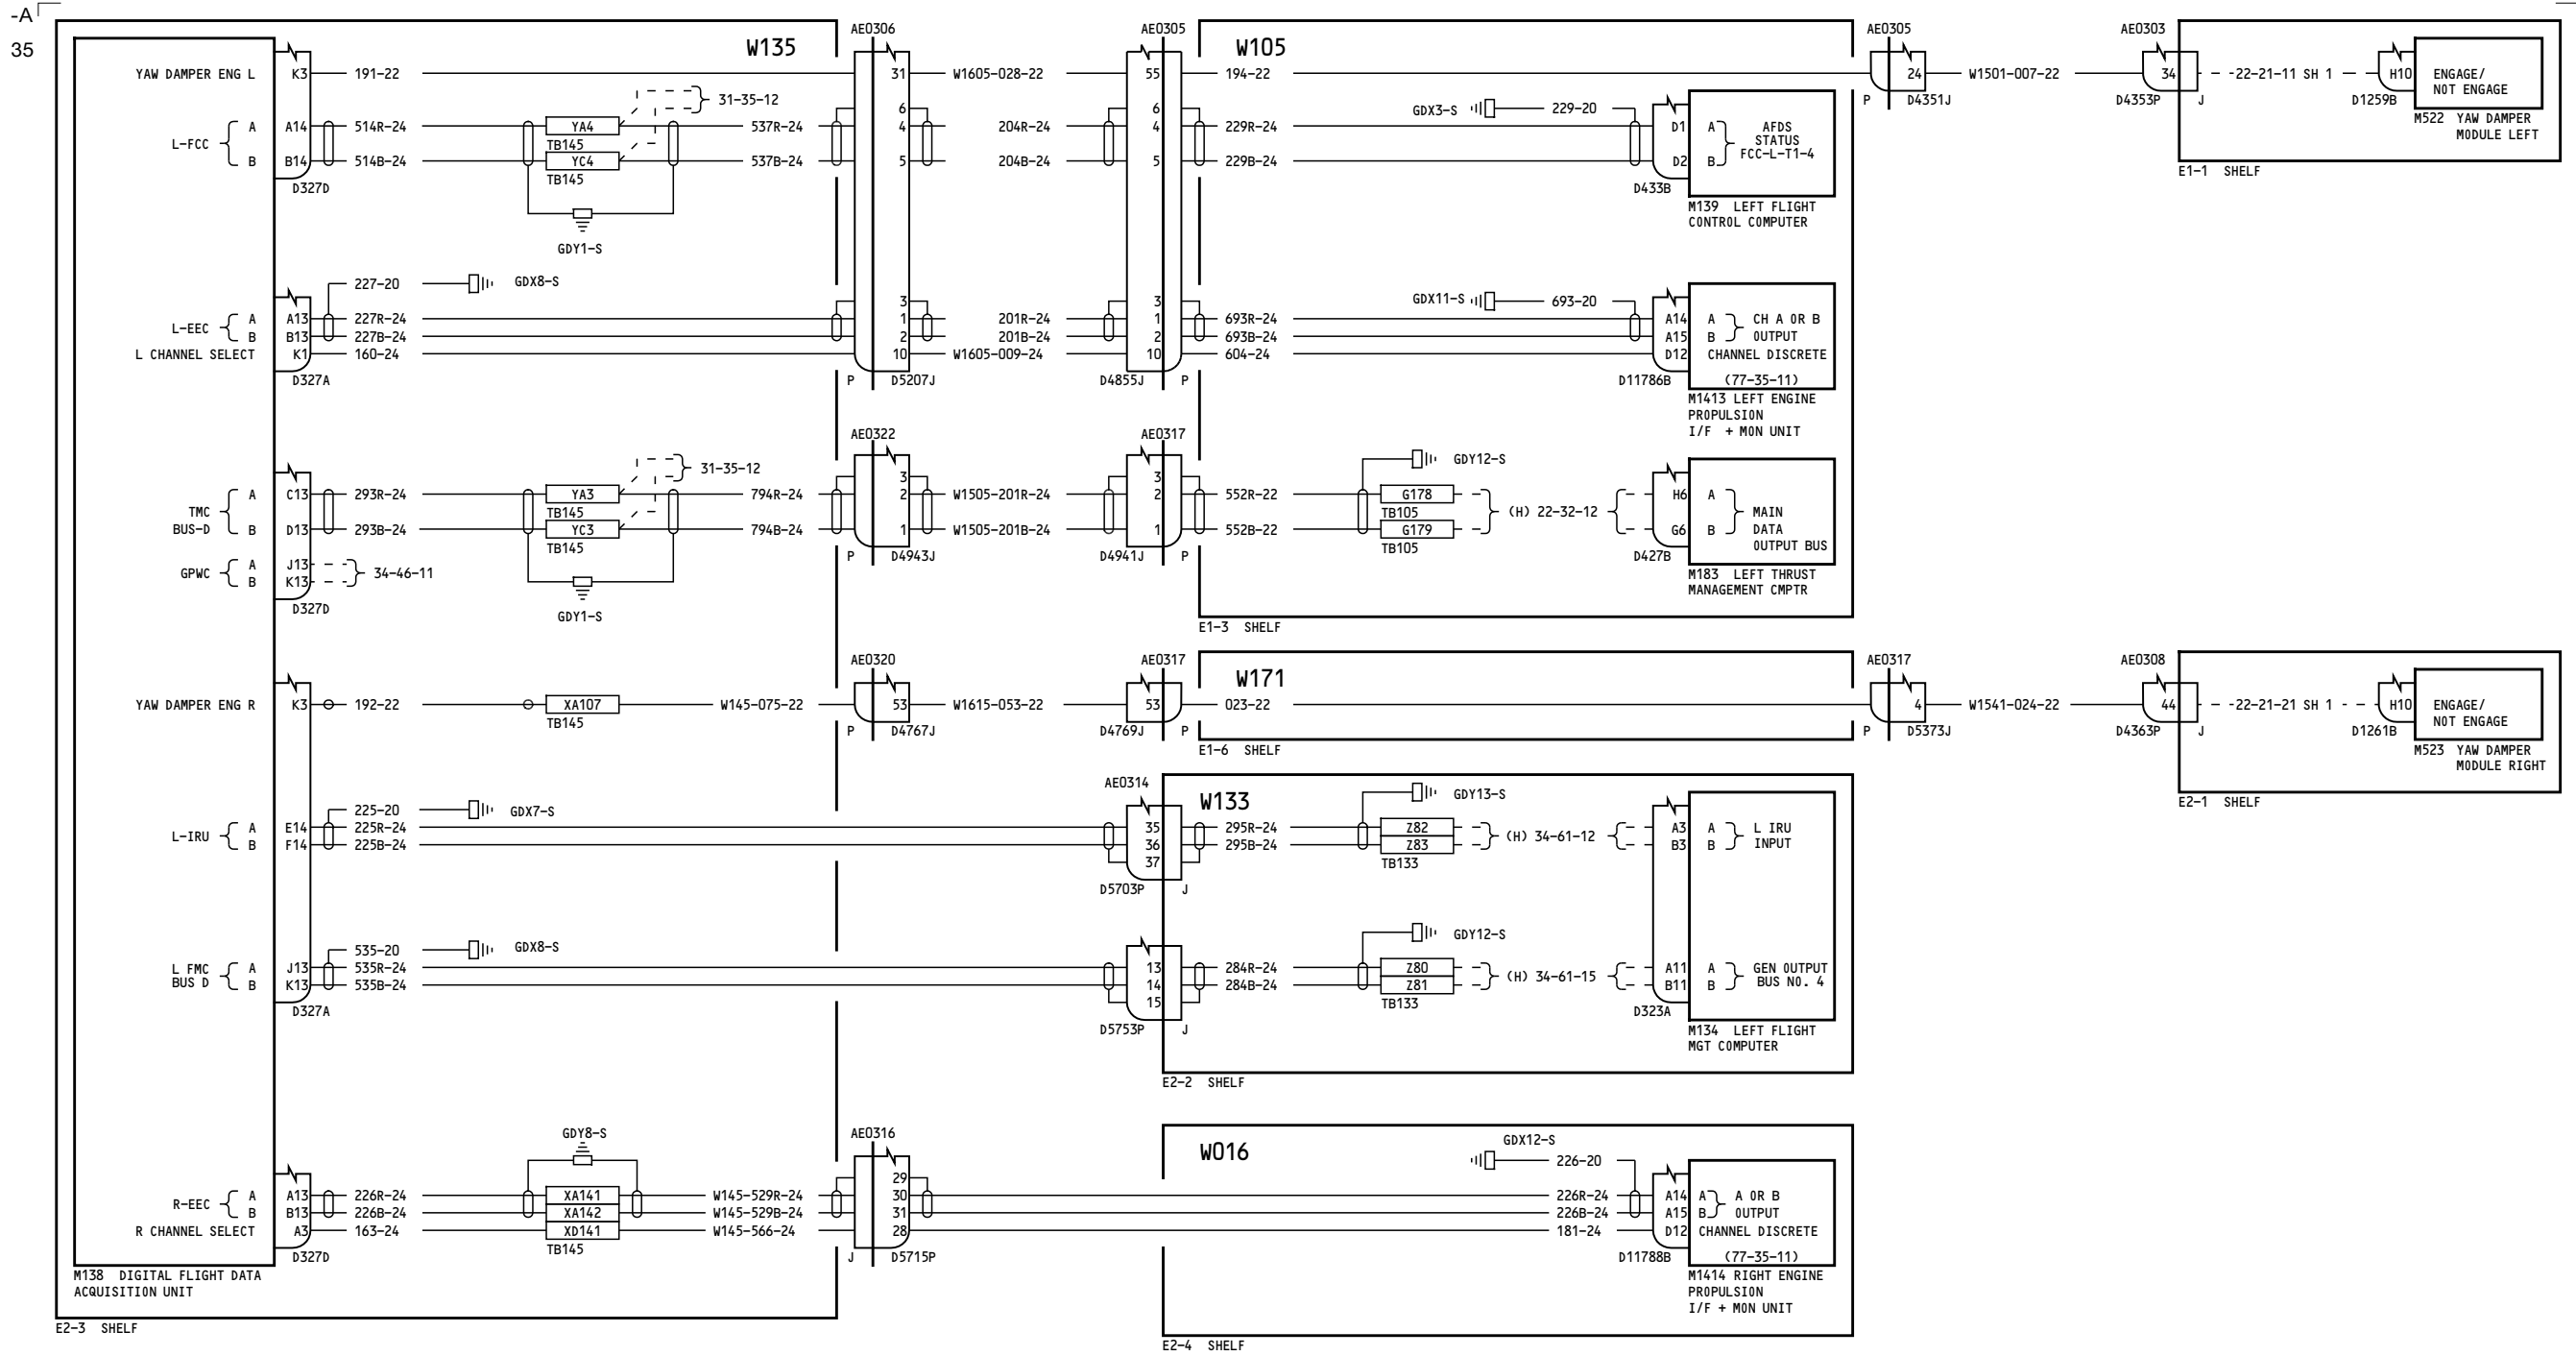 -A
35
W135
AE0306
AE0305
W105
AE0305
AE0303
YAW DAMPER ENG L K3 191-22 31 W1605-028-22 55 194-22 24 W1501-007-22 34 -22-21-11 SH 1 H10 ENGAGE/
NOT ENGAGE
P D4351J D4353P J D1259B
M522 YAW DAMPER
MODULE LEFT
E1-1 SHELF
31-35-12
6 6 GDX3-S 229-20
L-FCC
A A14 514R-24 YA4 537R-24 4 204R-24 4 229R-24 D1 A AFDS
TB145 STATUS
B B14 514B-24 YC4 537B-24 5 204B-24 5 229B-24 D2 B FCC-L-T1-4
D327D TB145 D433B
M139 LEFT FLIGHT
CONTROL COMPUTER
GDY1-S
227-20 GDX8-S
3 3 GDX11-S 693-20
L-EEC
A A13 227R-24 1 201R-24 1 693R-24 A14 A CH A OR B
B B13 227B-24 2 201B-24 2 693B-24 A15 B OUTPUT
L CHANNEL SELECT K1 160-24 10 W1605-009-24 10 604-24 D12 CHANNEL DISCRETE
D327A P D5207J D4855J P D11786B (77-35-11)
M1413 LEFT ENGINE
PROPULSION
I/F + MON UNIT
AE0322 AE0317
31-35-12
3 3 GDY12-S
TMC
BUS-D
A C13 293R-24 YA3 794R-24 2 W1505-201R-24 2 552R-22 G178 H6 A
TB145 TB105 (H) 22-32-12 MAIN
B D13 293B-24 YC3 794B-24 1 W1505-201B-24 1 552B-22 G179 G6 B DATA
TB145 TB105 OUTPUT BUS
P D4943J D4941J P D427B
GPWC
A J13
B K13
34-46-11
D327D
M183 LEFT THRUST
MANAGEMENT CMPTR
GDY1-S
E1-3 SHELF
AE0320 AE0317 W171 AE0317 AE0308
YAW DAMPER ENG R K3 192-22 XA107 W145-075-22 53 W1615-053-22 53 023-22 4 W1541-024-22 44 -22-21-21 SH 1 - H10 ENGAGE/
NOT ENGAGE
TB145 P D4767J D4769J P P D5373J D4363P J D1261B
E1-6 SHELF
M523 YAW DAMPER
MODULE RIGHT
E2-1 SHELF
AE0314
W133
225-20 GDX7-S GDY13-S
L-IRU
A E14 225R-24 35 295R-24 Z82 A3 A L IRU
B F14 225B-24 36 295B-24 Z83 B3 B INPUT
(H) 34-61-12
37 TB133
D5703P J
535-20 GDX8-S GDY12-S
L FMC
BUS D
A J13 535R-24 13 284R-24 Z80 A11 A GEN OUTPUT
B K13 535B-24 14 284B-24 Z81 B11 B BUS NO. 4
(H) 34-61-15
15 TB133
D327A D5753P J D323A
M134 LEFT FLIGHT
MGT COMPUTER
E2-2 SHELF
GDY8-S AE0316 W016 GDX12-S
226-20
29
R-EEC
A A13 226R-24 XA141 W145-529R-24 30 226R-24 A14 A A OR B
B B13 226B-24 XA142 W145-529B-24 31 226B-24 A15 B OUTPUT
R CHANNEL SELECT A3 163-24 XD141 W145-566-24 28 181-24 D12 CHANNEL DISCRETE
D327D TB145 J D5715P D11788B (77-35-11)
M138 DIGITAL FLIGHT DATA
ACQUISITION UNIT
M1414 RIGHT ENGINE
PROPULSION
I/F + MON UNIT
E2-3 SHELF
E2-4 SHELF